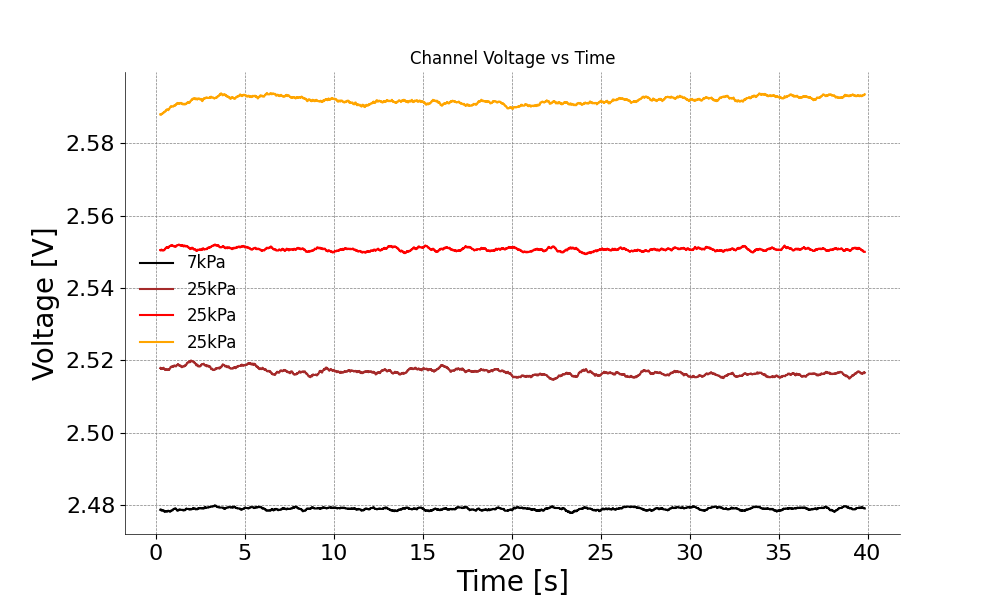 Channel Voltage vs Time
Voltage [V]
2.58
2.56
2.54
2.52
2.50
2.48
7kPa
25kPa
25kPa
25kPa
0 5 10 15 20 25 30 35 40
Time [s]